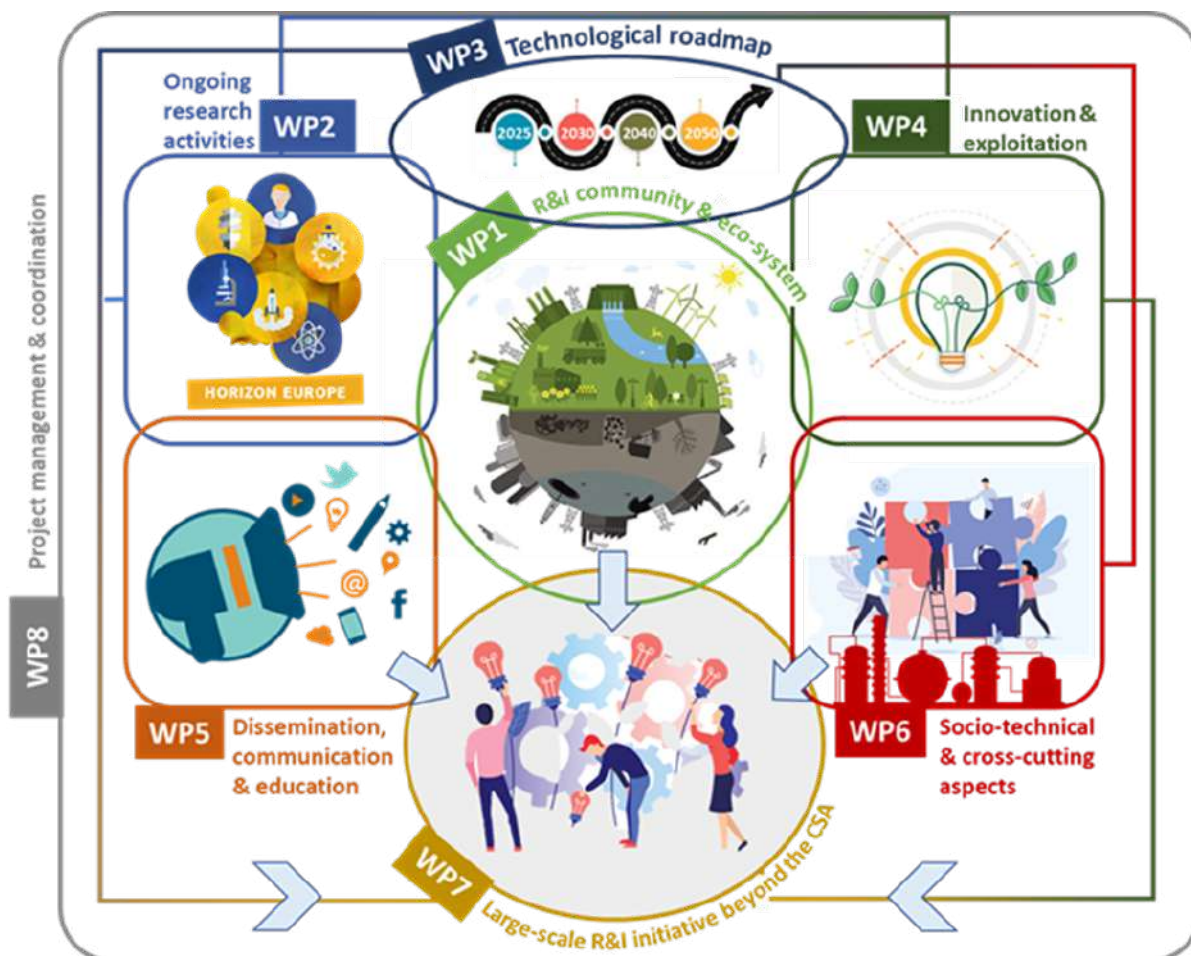 WP3 Technological roadmap
Ongoing
research
activities
WP2
2025 2030 2040 2050
WP4
Innovation &
exploitation
WP1
R&I community & eco-system
HORIZON EUROPE
Project management & coordination
WP8
@
f
WP5
Dissemination,
communication
& education
WP6
Socio-technical
& cross-cutting
aspects
WP7
Large-scale R&I initiative beyond the CSA